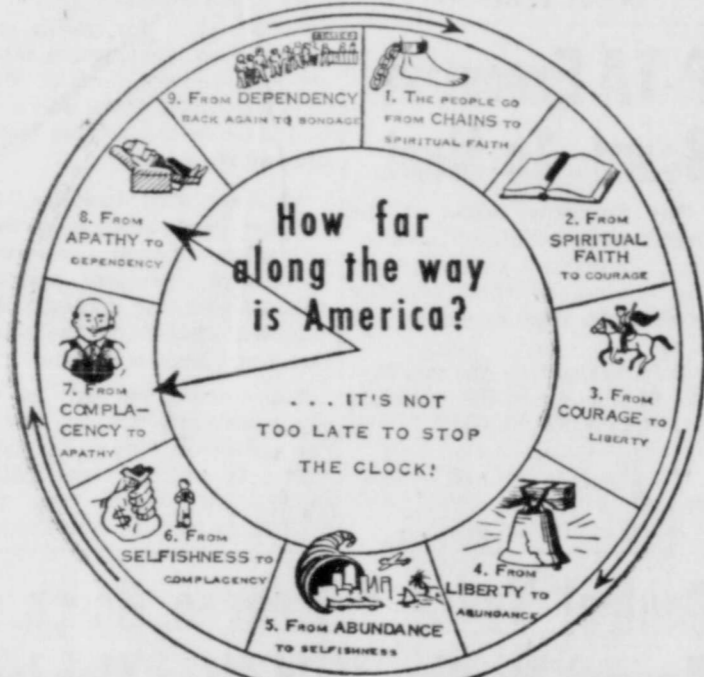 How far
along the way
is America?
. . . IT'S NOT
TOO LATE TO STOP
THE CLOCK!
1. THE PEOPLE GO
FROM CHAINS TO
SPIRITUAL FAITH
2. FROM
SPIRITUAL
FAITH
TO COURAGE
3. FROM
COURAGE TO
LIBERTY
4. FROM
LIBERTY TO
ABUNDANCE
5. FROM ABUNDANCE
TO SELFISHNESS
6. FROM
SELFISHNESS TO
COMPLACENCY
7. FROM
COMPLA-
CENCY TO
APATHY
8. FROM
APATHY TO
DEPENDENCY
9. FROM DEPENDENCY
BACK AGAIN TO BONDAGE